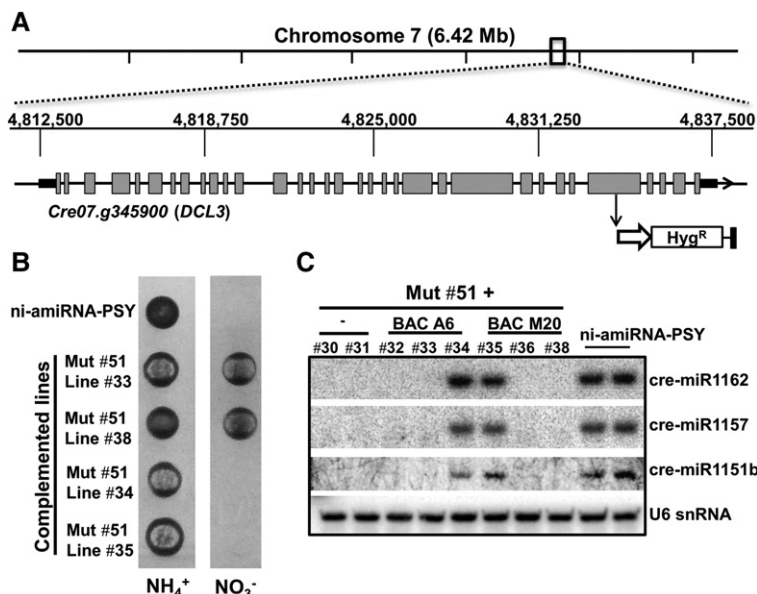 A
Chromosome 7 (6.42 Mb)
4,812,500 4,818,750 4,825,000 4,831,250 4,837,500
Cre07.g345900 (DCL3)
Hygᴿ
B
ni-amiRNA-PSY
Complemented lines
Mut #51
Line #33
Mut #51
Line #38
Mut #51
Line #34
Mut #51
Line #35
NH₄⁺ NO₃⁻
C
Mut #51 +
- BAC A6 BAC M20 ni-amiRNA-PSY
#30 #31 #32 #33 #34 #35 #36 #38
cre-miR1162
cre-miR1157
cre-miR1151b
U6 snRNA